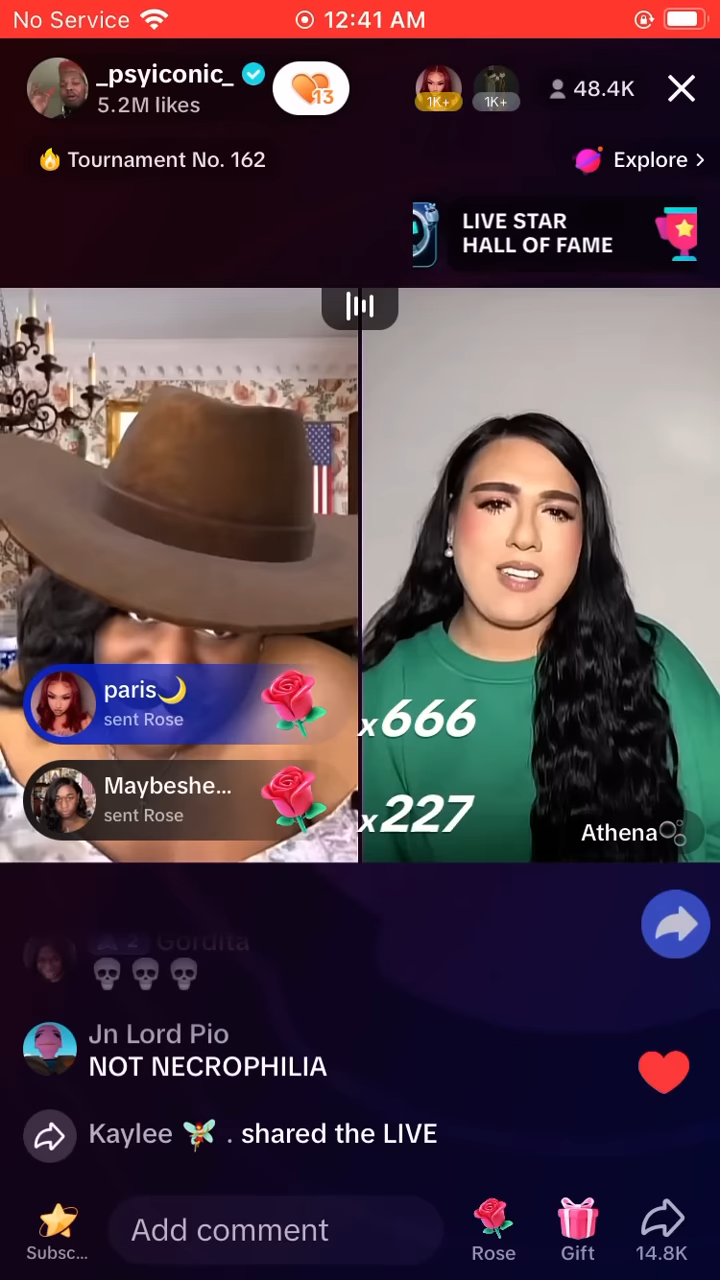 No Service 12:41 AM
_psyiconic_
5.2M likes
13
1K+
1K+
48.4K
🔥 Tournament No. 162
Explore >
LIVE STAR
HALL OF FAME
paris🌙
sent Rose
x666
Maybeshe...
sent Rose
x227
Athena🫧
2 Gordita
💀💀💀
Jn Lord Pio
NOT NECROPHILIA
Kaylee 🧚 . shared the LIVE
Subsc...
Add comment
Rose
Gift
14.8K